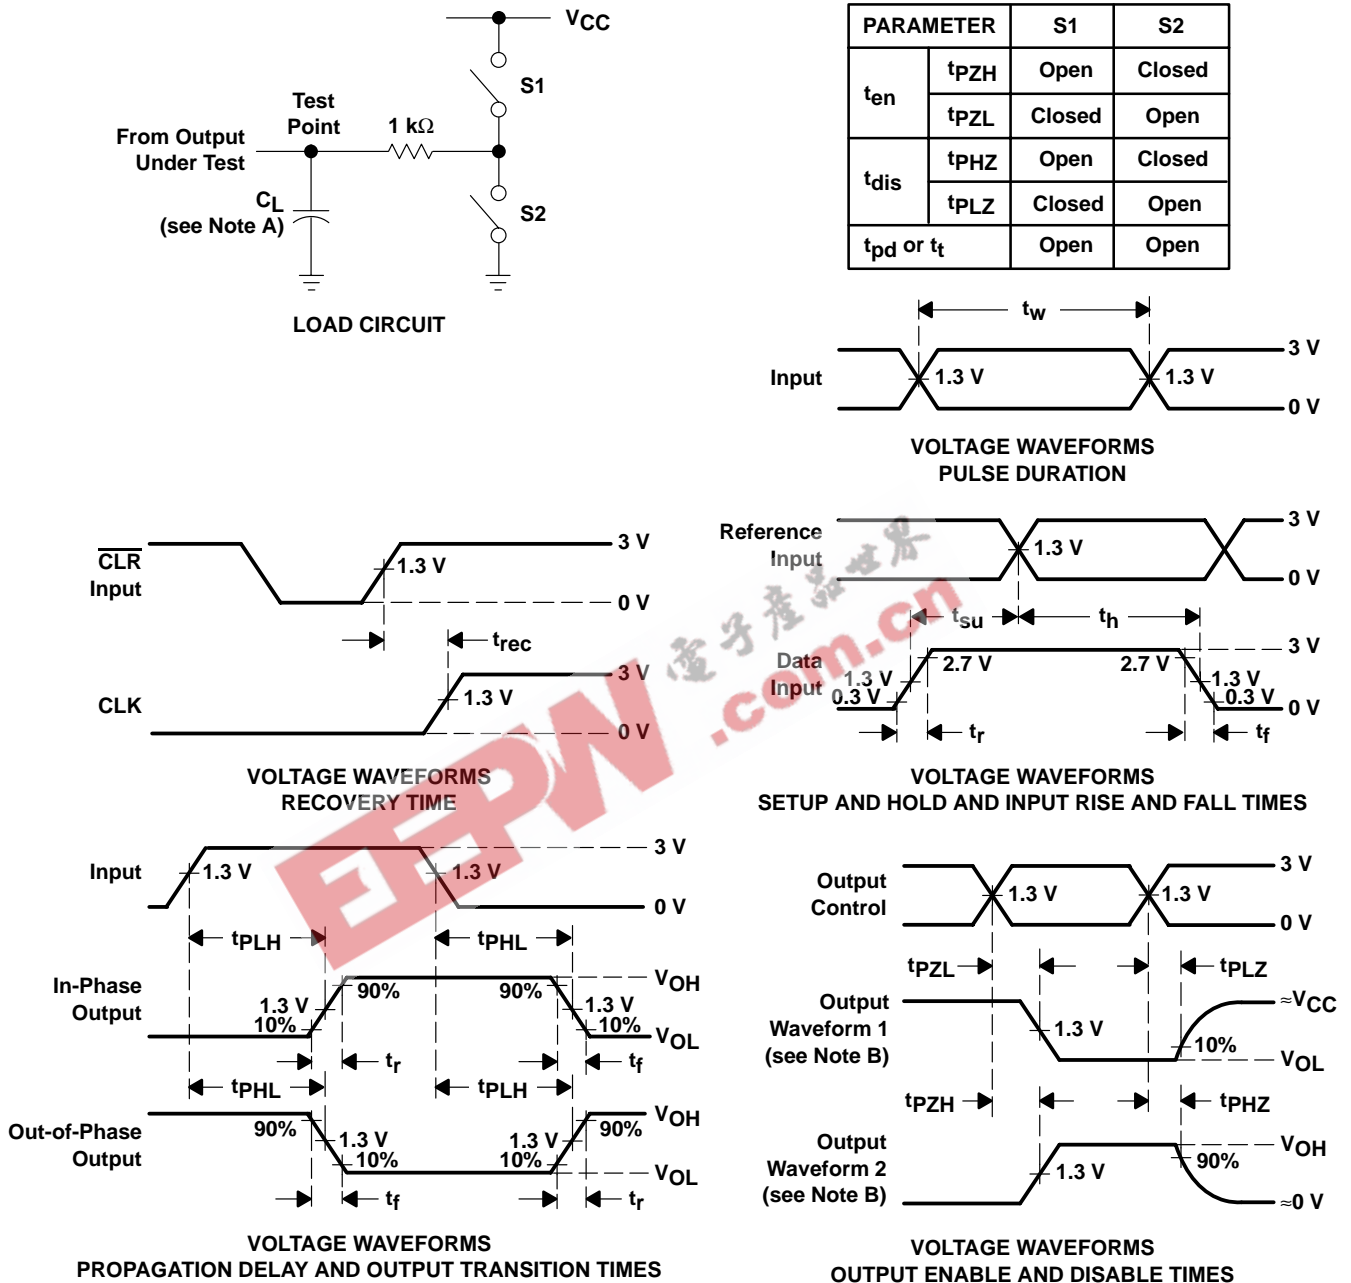 VCC
S1
Test
Point
1 kΩ
From Output
Under Test
CL
(see Note A)
S2
LOAD CIRCUIT
PARAMETER S1 S2
ten tPZH Open Closed
tPZL Closed Open
tdis tPHZ Open Closed
tPLZ Closed Open
tpd or tt Open Open
tw
Input 1.3 V 1.3 V 3 V
0 V
VOLTAGE WAVEFORMS
PULSE DURATION
CLR
Input
1.3 V
3 V
0 V
trec
CLK
1.3 V
3 V
0 V
VOLTAGE WAVEFORMS
RECOVERY TIME
Reference
Input
1.3 V
3 V
0 V
tsu th
Data
Input
1.3 V
0.3 V
2.7 V 2.7 V
3 V
1.3 V
0.3 V
0 V
tr tf
VOLTAGE WAVEFORMS
SETUP AND HOLD AND INPUT RISE AND FALL TIMES
電子產品世界
EEPW.com.cn
Input 1.3 V 1.3 V 3 V
0 V
tPLH tPHL
In-Phase
Output
1.3 V
10%
90% 90%
1.3 V
10%
VOH
VOL
tr tf
tPHL tPLH
Out-of-Phase
Output
90%
1.3 V
10%
1.3 V
10%
90%
VOH
VOL
tf tr
VOLTAGE WAVEFORMS
PROPAGATION DELAY AND OUTPUT TRANSITION TIMES
Output
Control
1.3 V 1.3 V
3 V
0 V
tPZL tPLZ
Output
Waveform 1
(see Note B)
1.3 V
10%
≈VCC
VOL
tPZH tPHZ
Output
Waveform 2
(see Note B)
1.3 V
90%
VOH
≈0 V
VOLTAGE WAVEFORMS
OUTPUT ENABLE AND DISABLE TIMES